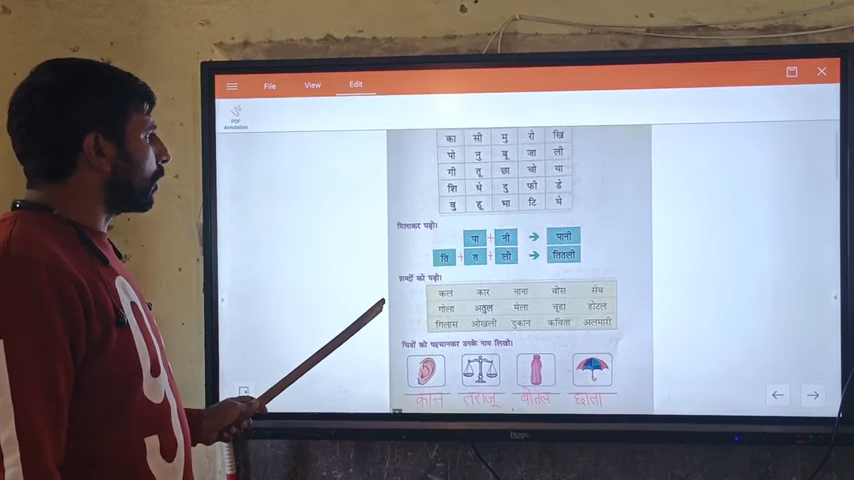 File View Edit
PDF Annotation
का सी मु रो खि
पो नु बू जा ली
गी तू छा चो या
शि धे दु फी डे
वु हू भा टि मे
मिलाकर पढ़ो।
पा + नी → पानी
ति + त + ली → तितली
शब्दों को पढ़ो।
कल कार नाना बीस सेब
गोला अतुल मेला चूहा होटल
गिलास ओखली दुकान कविता अलमारी
चित्रों को पहचानकर उनके नाम लिखो।
कान तराजू बोतल छाता